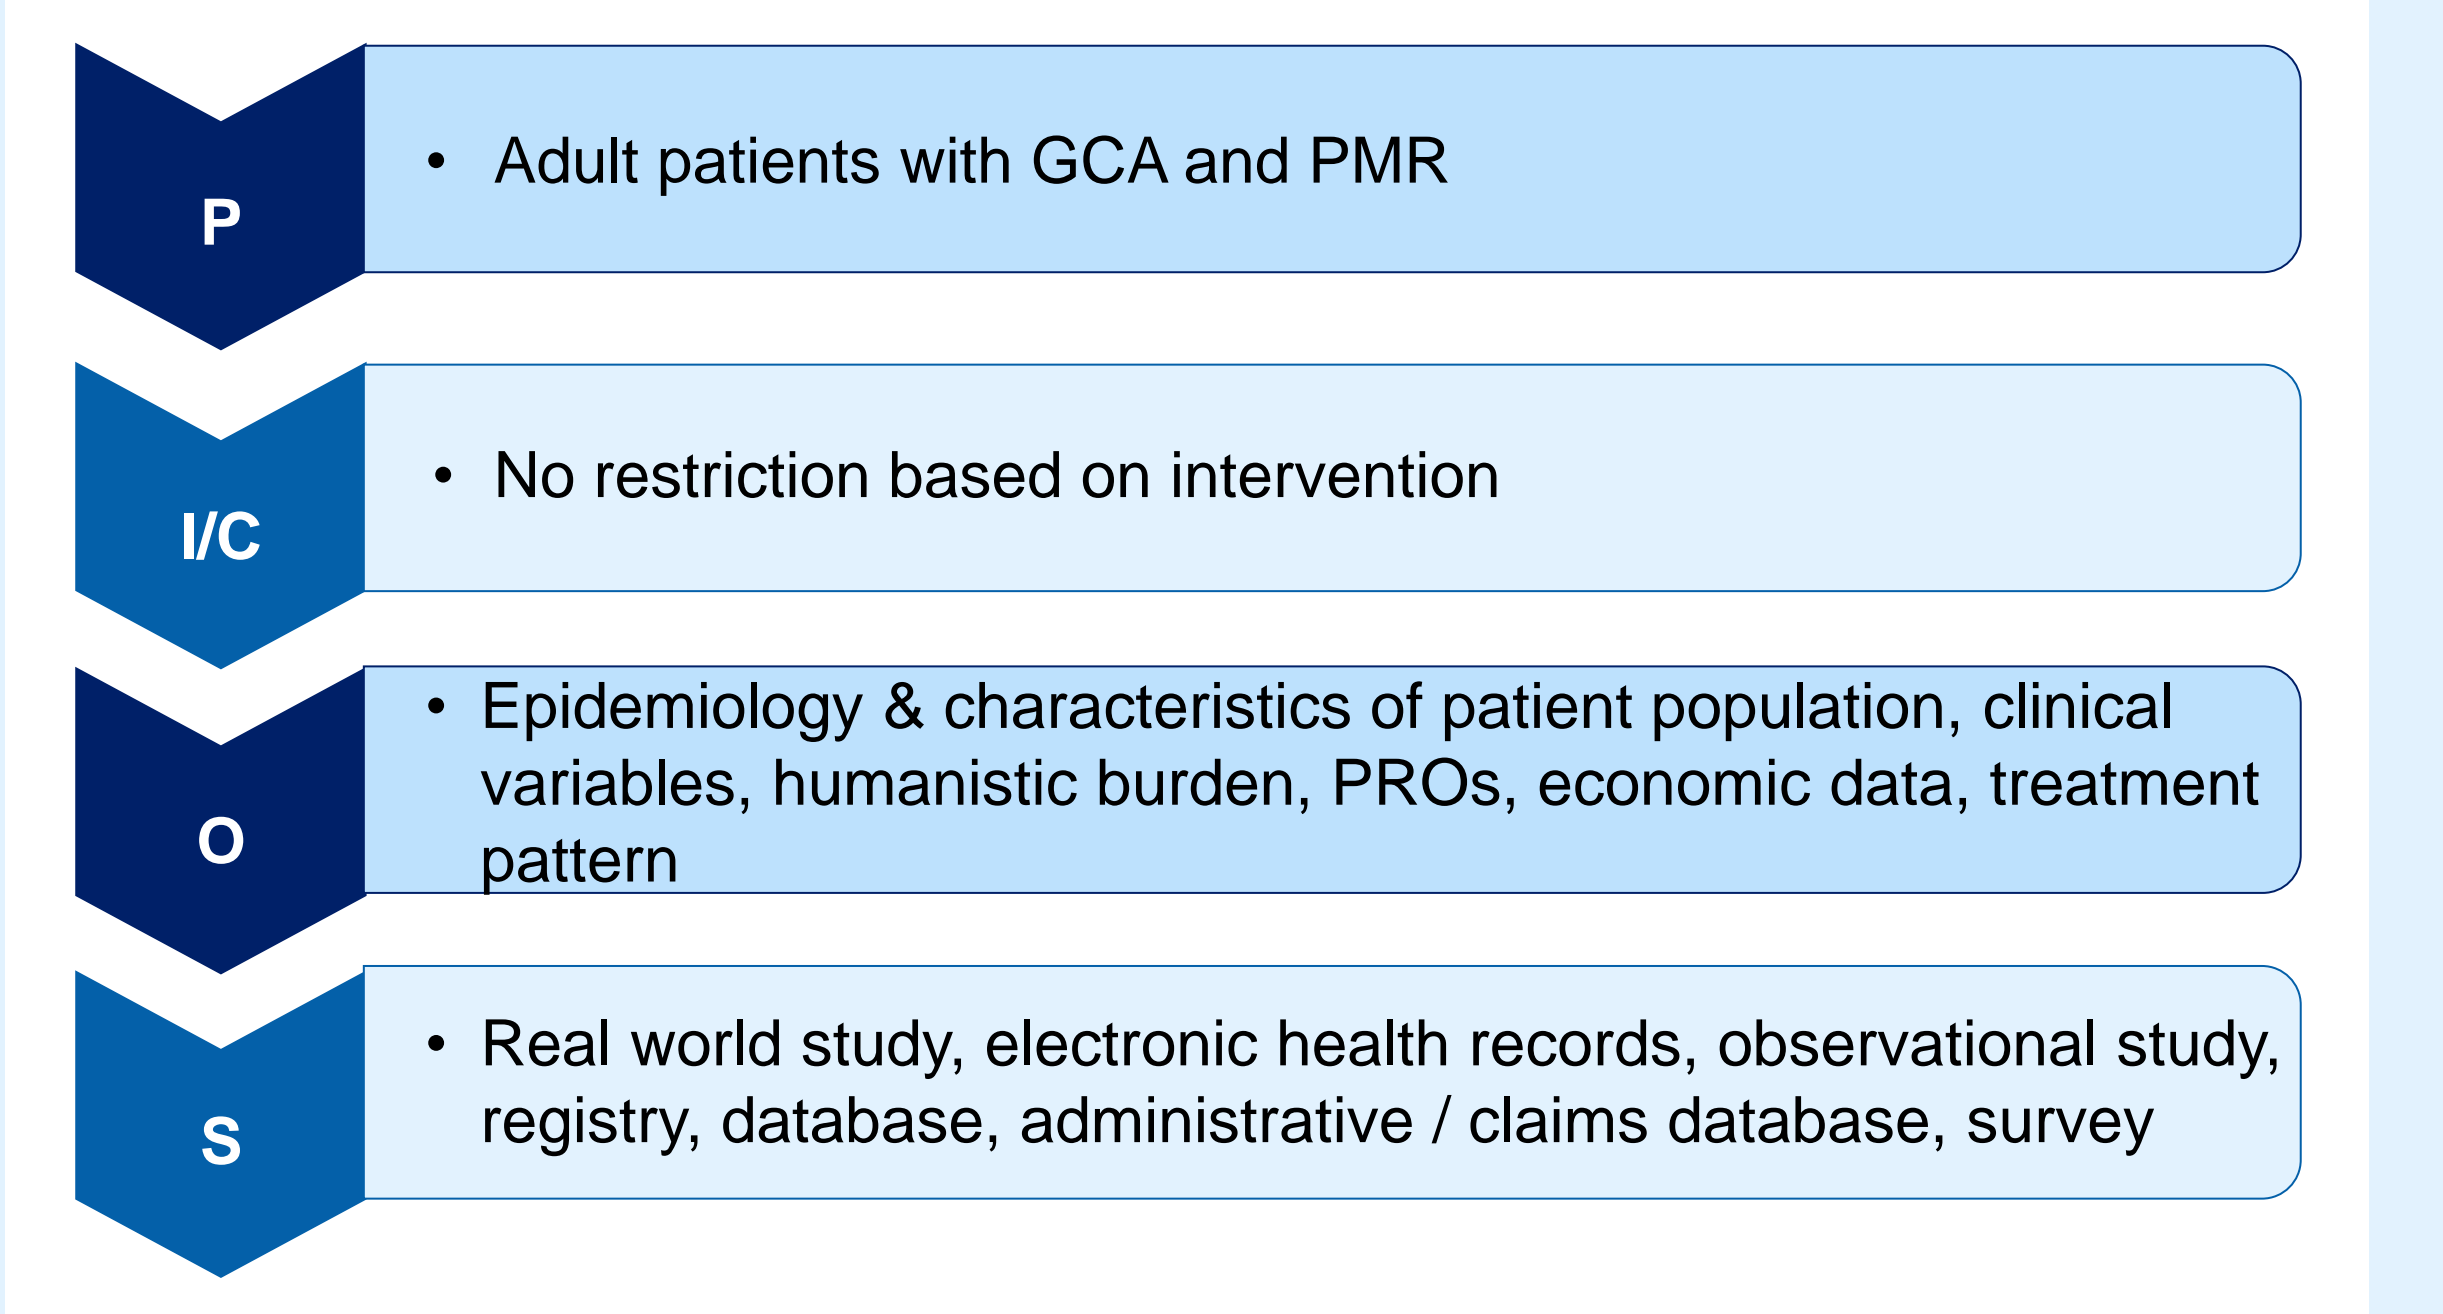 P
• Adult patients with GCA and PMR
I/C
• No restriction based on intervention
O
• Epidemiology & characteristics of patient population, clinical
variables, humanistic burden, PROs, economic data, treatment
pattern
S
• Real world study, electronic health records, observational study,
registry, database, administrative / claims database, survey